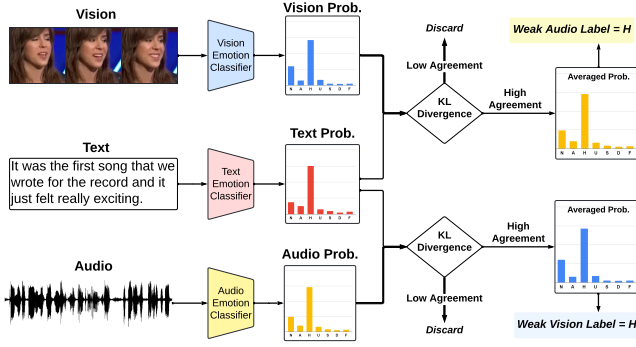 Vision
Vision Prob.
Vision
Emotion
Classifier
N A H U S D F
Discard
Low Agreement
KL
Divergence
High
Agreement
Weak Audio Label = H
Averaged Prob.
N A H U S D F
Text
It was the first song that we
wrote for the record and it
just felt really exciting.
Text
Emotion
Classifier
Text Prob.
N A H U S D F
Audio
Audio
Emotion
Classifier
Audio Prob.
N A H U S D F
KL
Divergence
High
Agreement
Low Agreement
Discard
Averaged Prob.
N A H U S D F
Weak Vision Label = H